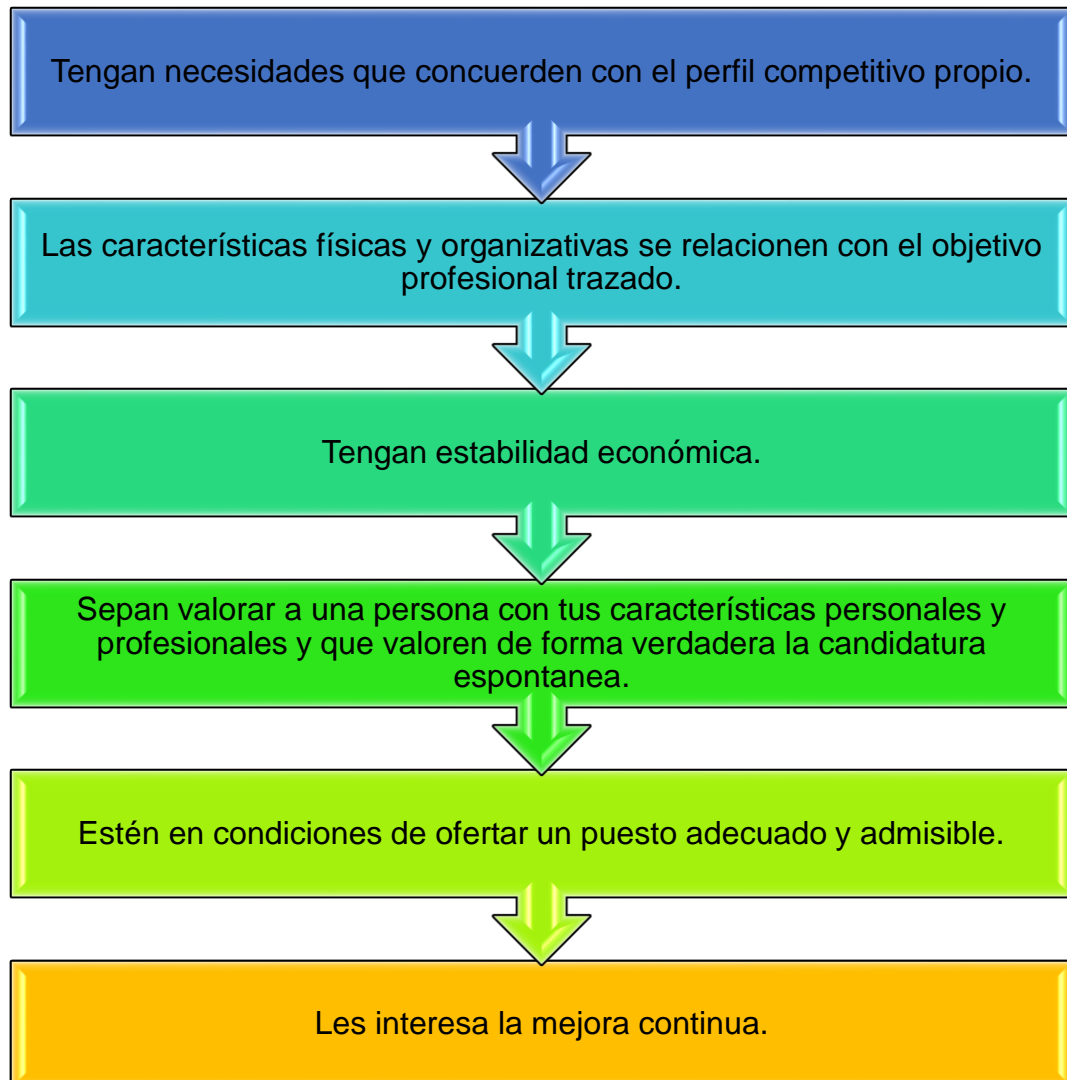 Tengan necesidades que concuerden con el perfil competitivo propio.
Las características físicas y organizativas se relacionen con el objetivo
profesional trazado.
Tengan estabilidad económica.
Sepan valorar a una persona con tus características personales y
profesionales y que valoren de forma verdadera la candidatura
espontanea.
Estén en condiciones de ofertar un puesto adecuado y admisible.
Les interesa la mejora continua.